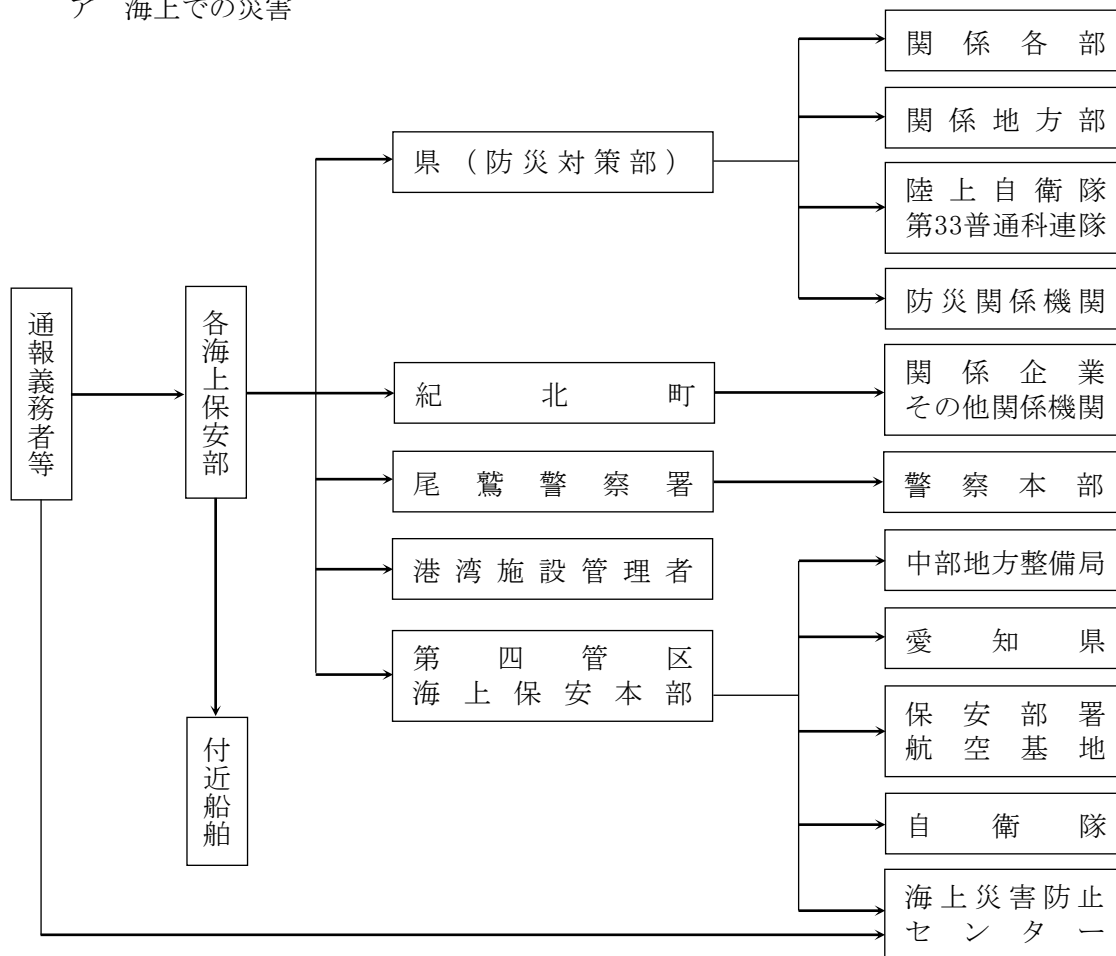 ア 海上での災害
通報義務者等
各海上保安部
付近船舶
県（防災対策部）
紀北町
尾鷲警察署
港湾施設管理者
第四管区
海上保安本部
関係各部
関係地方部
陸上自衛隊
第33普通科連隊
防災関係機関
関係企業
その他関係機関
警察本部
中部地方整備局
愛知県
保安部署
航空基地
自衛隊
海上災害防止
センター